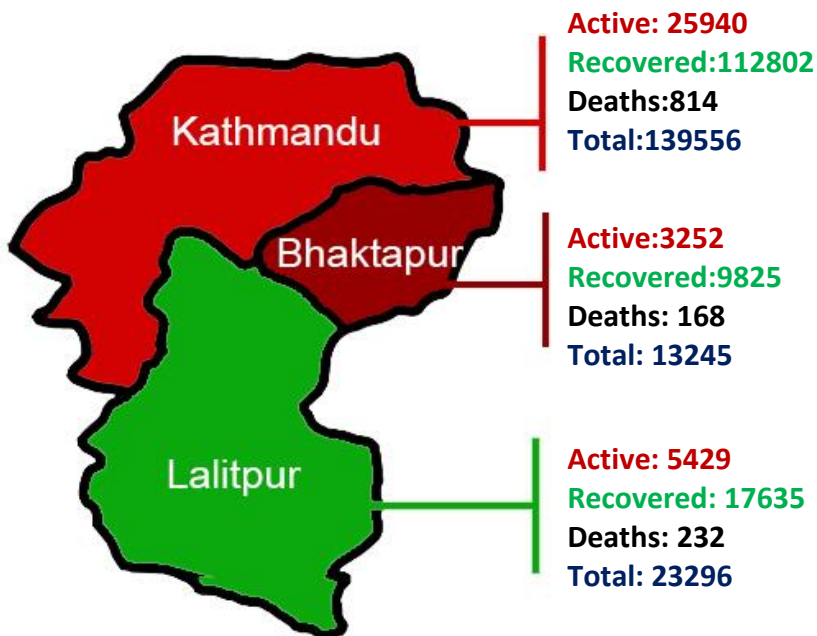 Active: 25940
Recovered:112802
Deaths:814
Total:139556
Kathmandu
Active:3252
Recovered:9825
Deaths: 168
Total: 13245
Bhaktapur
Active: 5429
Recovered: 17635
Deaths: 232
Total: 23296
Lalitpur